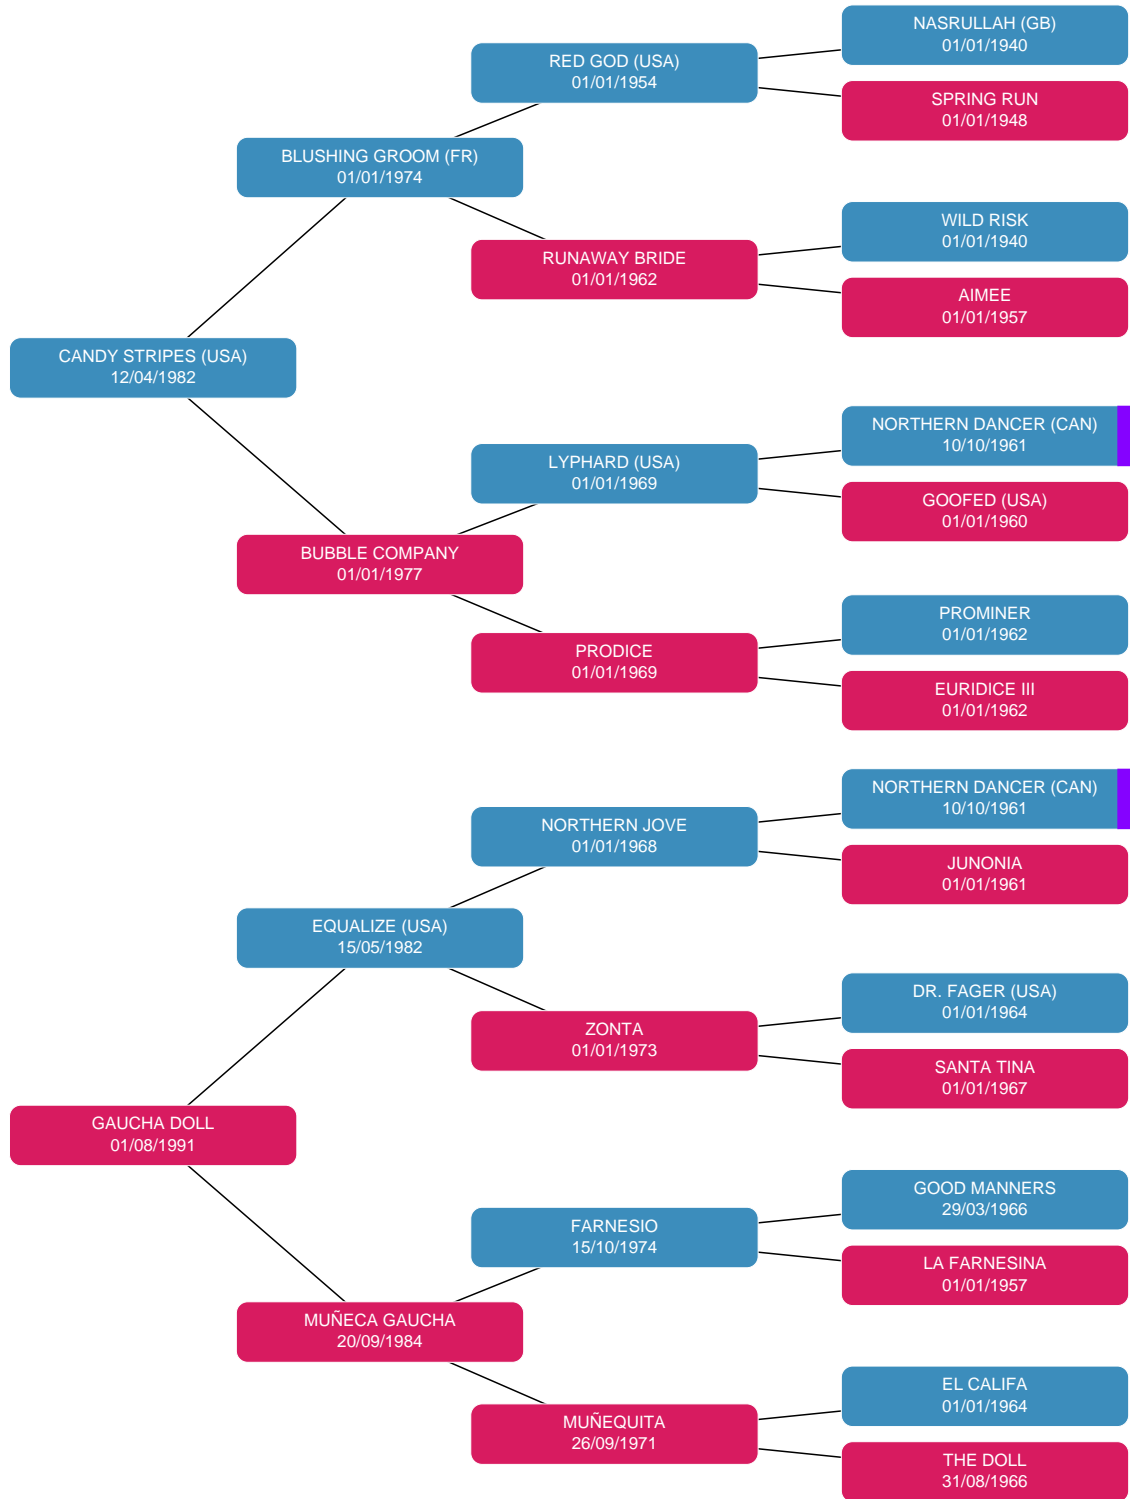 NASRULLAH (GB)
01/01/1940
RED GOD (USA)
01/01/1954
SPRING RUN
01/01/1948
BLUSHING GROOM (FR)
01/01/1974
WILD RISK
01/01/1940
RUNAWAY BRIDE
01/01/1962
AIMEE
01/01/1957
CANDY STRIPES (USA)
12/04/1982
NORTHERN DANCER (CAN)
10/10/1961
LYPHARD (USA)
01/01/1969
GOOFED (USA)
01/01/1960
BUBBLE COMPANY
01/01/1977
PROMINER
01/01/1962
PRODICE
01/01/1969
EURIDICE III
01/01/1962
NORTHERN DANCER (CAN)
10/10/1961
NORTHERN JOVE
01/01/1968
JUNONIA
01/01/1961
EQUALIZE (USA)
15/05/1982
DR. FAGER (USA)
01/01/1964
ZONTA
01/01/1973
SANTA TINA
01/01/1967
GAUCHA DOLL
01/08/1991
GOOD MANNERS
29/03/1966
FARNESIO
15/10/1974
LA FARNESINA
01/01/1957
MUÑECA GAUCHA
20/09/1984
EL CALIFA
01/01/1964
MUÑEQUITA
26/09/1971
THE DOLL
31/08/1966